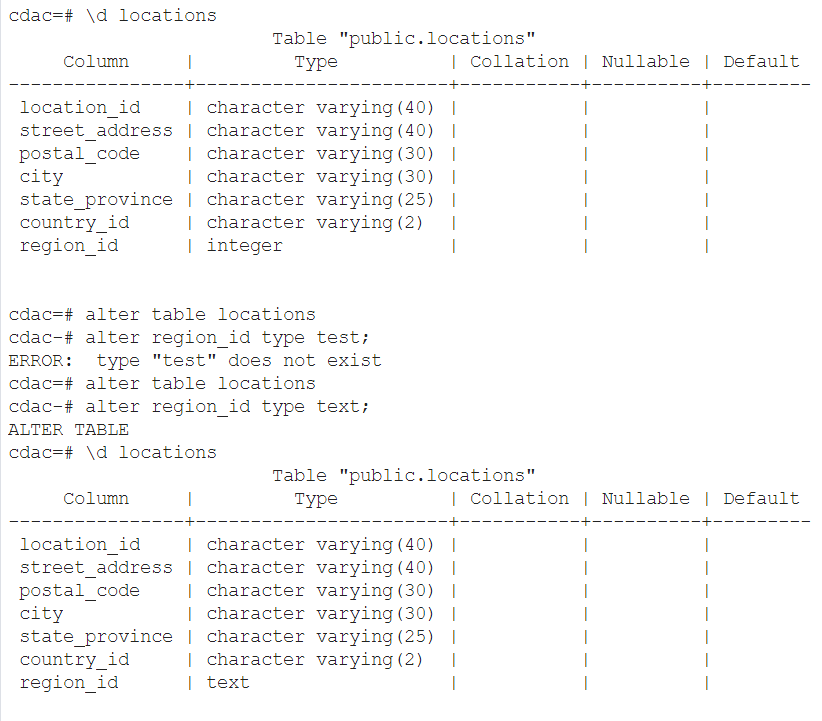 cdac=# \d locations
Table "public.locations"
Column | Type | Collation | Nullable | Default
----------------+-----------------------+-----------+----------+---------
location_id | character varying(40) | | |
street_address | character varying(40) | | |
postal_code | character varying(30) | | |
city | character varying(30) | | |
state_province | character varying(25) | | |
country_id | character varying(2) | | |
region_id | integer | | |
cdac=# alter table locations
cdac-# alter region_id type test;
ERROR:  type "test" does not exist
cdac=# alter table locations
cdac-# alter region_id type text;
ALTER TABLE
cdac=# \d locations
Table "public.locations"
Column | Type | Collation | Nullable | Default
----------------+-----------------------+-----------+----------+---------
location_id | character varying(40) | | |
street_address | character varying(40) | | |
postal_code | character varying(30) | | |
city | character varying(30) | | |
state_province | character varying(25) | | |
country_id | character varying(2) | | |
region_id | text | | |